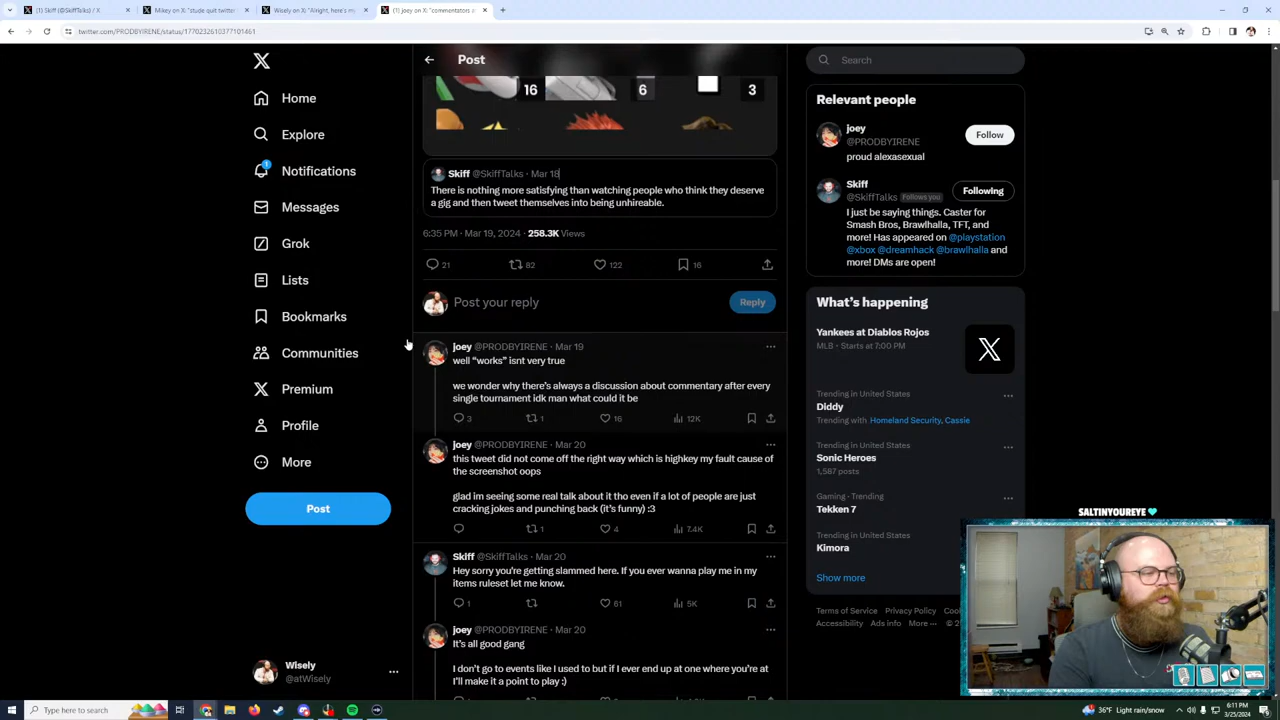 (1) Skiff (@SkiffTalks) / X
Mikey on X: "stude quit twitter
Wisely on X: "Alright, here's my
(1) joey on X: "commentators a
twitter.com/PRODBYIRENE/status/1770232610377101461
Home
Explore
1
Notifications
Messages
Grok
Lists
Bookmarks
Communities
Premium
Profile
More
Post
Wisely
@atWisely
Post
16
6
3
Skiff @SkiffTalks · Mar 18
There is nothing more satisfying than watching people who think they deserve
a gig and then tweet themselves into being unhireable.
6:35 PM · Mar 19, 2024 · 258.3K Views
21 82 122 16
Post your reply
Reply
joey @PRODBYIRENE · Mar 19
well “works” isnt very true
we wonder why there’s always a discussion about commentary after every
single tournament idk man what could it be
3 1 16 12K
joey @PRODBYIRENE · Mar 20
this tweet did not come off the right way which is highkey my fault cause of
the screenshot oops
glad im seeing some real talk about it tho even if a lot of people are just
cracking jokes and punching back (it’s funny) :3
1 4 7.4K
Skiff @SkiffTalks · Mar 20
Hey sorry you're getting slammed here. If you ever wanna play me in my
items ruleset let me know.
1 61 5K
joey @PRODBYIRENE · Mar 20
It’s all good gang
I don’t go to events like I used to but if I ever end up at one where you’re at
I’ll make it a point to play :)
Search
Relevant people
joey
@PRODBYIRENE
Follow
proud alexasexual
Skiff
@SkiffTalks Follows you
Following
I just be saying things. Caster for
Smash Bros, Brawlhalla, TFT, and
more! Has appeared on @playstation
@xbox @dreamhack @brawlhalla and
more! DMs are open!
What’s happening
Yankees at Diablos Rojos
MLB · Starts at 7:00 PM
Trending in United States
Diddy
Trending with Homeland Security, Cassie
Trending in United States
Sonic Heroes
1,587 posts
Gaming · Trending
Tekken 7
Trending in United States
Kimora
Show more
Terms of Service Privacy Policy
Accessibility Ads info More ···
SALTINYOUREYE
Type here to search
36°F Light rain/snow
6:11 PM
3/25/2024